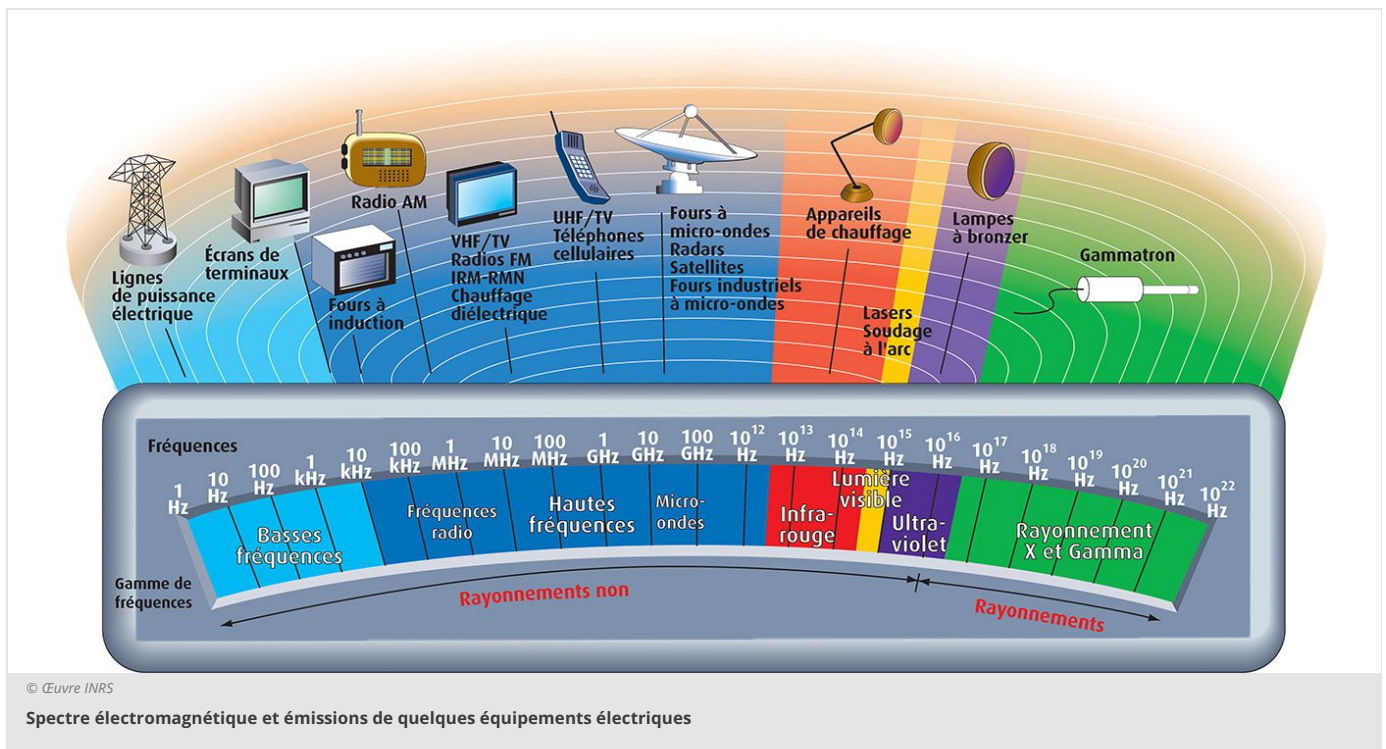 Radio AM
Écrans de
terminaux
Lignes
de puissance
électrique
Fours à
induction
VHF/TV
Radios FM
IRM-RMN
Chauffage
diélectrique
UHF/TV
Téléphones
cellulaires
Fours à
micro-ondes
Radars
Satellites
Fours industriels
à micro-ondes
Appareils
de chauffage
Lasers
Soudage
à l'arc
Lampes
à bronzer
Gammatron
Fréquences
1
Hz
10
Hz
100
Hz
1
kHz
10
kHz
100
kHz
1
MHz
10
MHz
100
MHz
1
GHz
10
GHz
100
GHz
10¹²
Hz
10¹³
Hz
10¹⁴
Hz
10¹⁵
Hz
10¹⁶
Hz
10¹⁷
Hz
10¹⁸
Hz
10¹⁹
Hz
10²⁰
Hz
10²¹
Hz
10²²
Hz
Basses
fréquences
Fréquences
radio
Hautes
fréquences
Micro-
ondes
Infra-
rouge
Lumière
visible
Ultra-
violet
Rayonnement
X et Gamma
Gamme de
fréquences
Rayonnements non
Rayonnements
© Œuvre INRS
Spectre électromagnétique et émissions de quelques équipements électriques